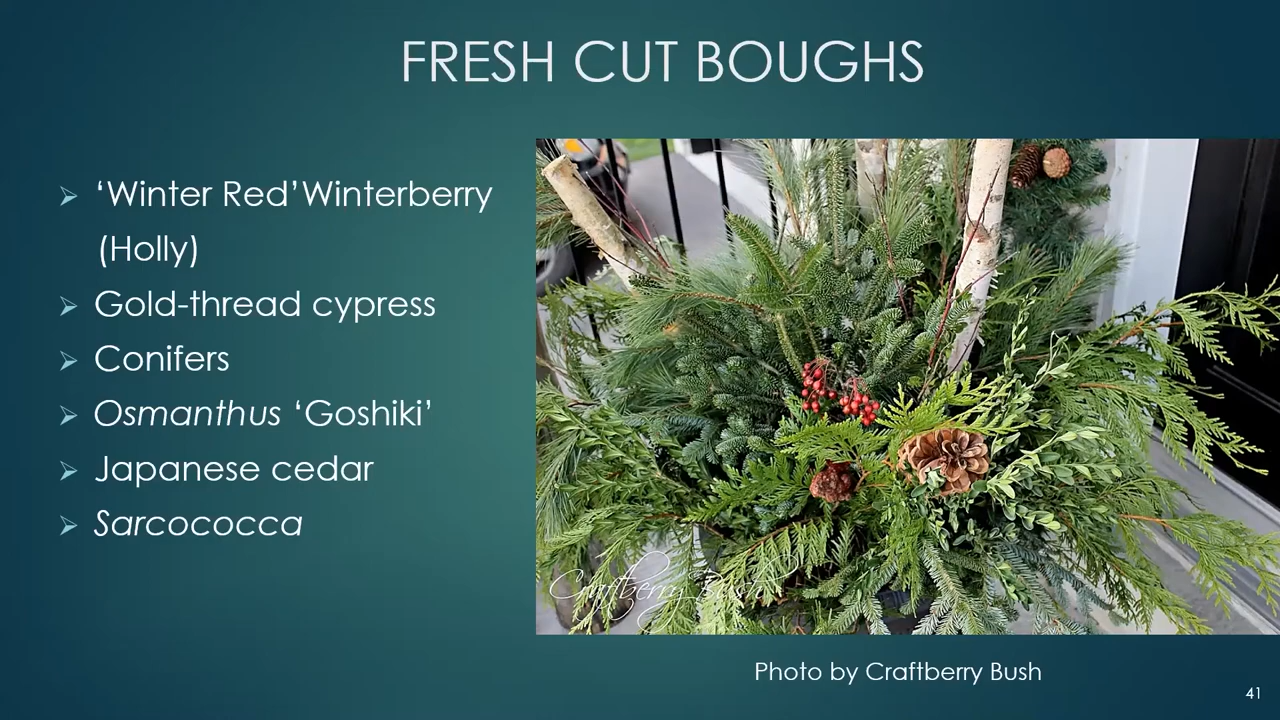 FRESH CUT BOUGHS
‘Winter Red’Winterberry
(Holly)
Gold-thread cypress
Conifers
Osmanthus ‘Goshiki’
Japanese cedar
Sarcococca
Craftberry Bush
Photo by Craftberry Bush
41